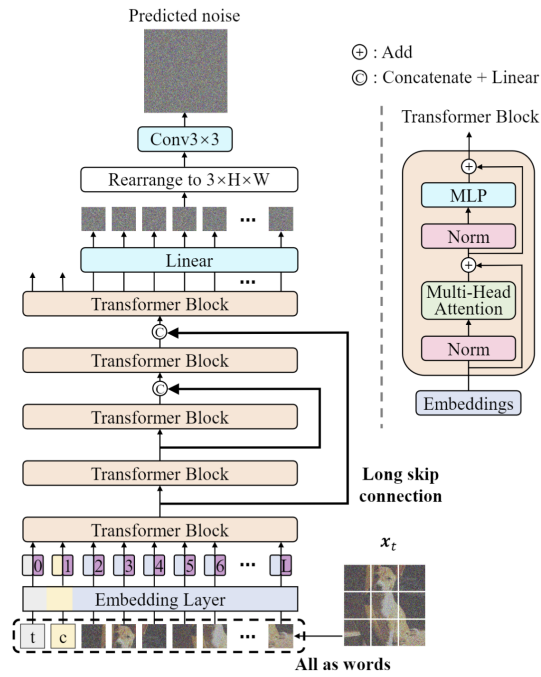 Predicted noise
Conv3×3
Rearrange to 3×H×W
...
Linear
...
Transformer Block
C
Transformer Block
C
Transformer Block
Transformer Block
Transformer Block
0 1 2 3 4 5 6 ... L
Embedding Layer
t c ...
All as words
Long skip
connection
x_t
+ : Add
C : Concatenate + Linear
Transformer Block
+
MLP
Norm
+
Multi-Head
Attention
Norm
Embeddings